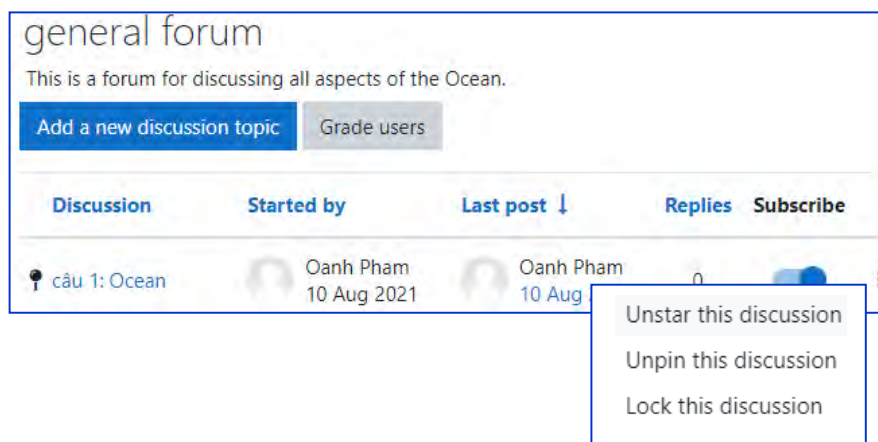 general forum
This is a forum for discussing all aspects of the Ocean.
Add a new discussion topic Grade users
Discussion Started by Last post ↓ Replies Subscribe
câu 1: Ocean Oanh Pham Oanh Pham 0
10 Aug 2021 10 Aug
Unstar this discussion
Unpin this discussion
Lock this discussion